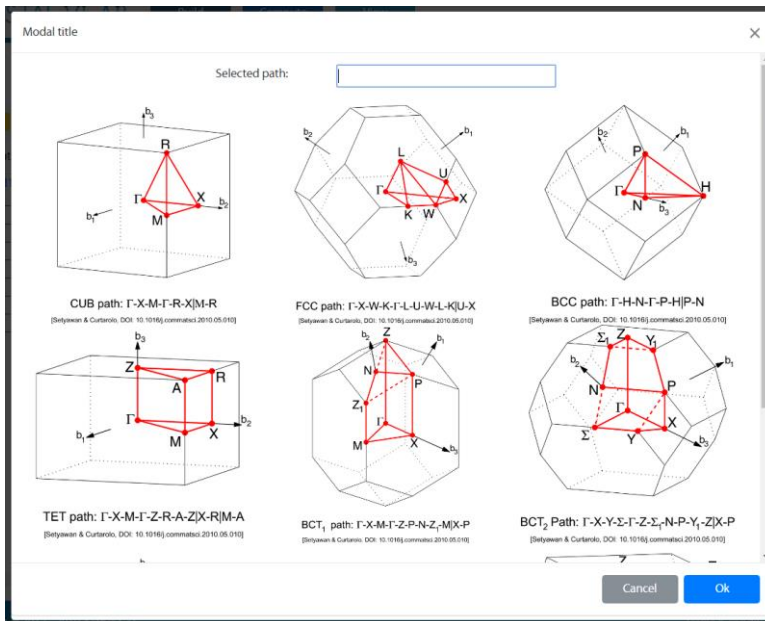 Modal title
×
Selected path:
b₃
R
Γ
X
b₂
M
b₁
CUB path: Γ-X-M-Γ-R-X|M-R
[Setyawan & Curtarolo, DOI: 10.1016/j.commatsci.2010.05.010]
b₂
b₁
L
U
Γ
X
K
W
b₃
FCC path: Γ-X-W-K-Γ-L-U-W-L-K|U-X
[Setyawan & Curtarolo, DOI: 10.1016/j.commatsci.2010.05.010]
b₂
b₁
P
Γ
H
N
b₃
BCC path: Γ-H-N-Γ-P-H|P-N
[Setyawan & Curtarolo, DOI: 10.1016/j.commatsci.2010.05.010]
b₃
Z
R
A
Γ
b₂
X
b₁
M
TET path: Γ-X-M-Γ-Z-R-A-Z|X-R|M-A
[Setyawan & Curtarolo, DOI: 10.1016/j.commatsci.2010.05.010]
Z
b₂
b₁
N
P
Z₁
Γ
M
X
b₃
BCT₁ path: Γ-X-M-Γ-Z-P-N-Z₁-M|X-P
[Setyawan & Curtarolo, DOI: 10.1016/j.commatsci.2010.05.010]
Σ₁
Z
Y₁
b₂
b₁
N
P
Γ
Σ
Y
X
b₃
BCT₂ Path: Γ-X-Y-Σ-Γ-Z-Σ₁-N-P-Y₁-Z|X-P
[Setyawan & Curtarolo, DOI: 10.1016/j.commatsci.2010.05.010]
Cancel
Ok